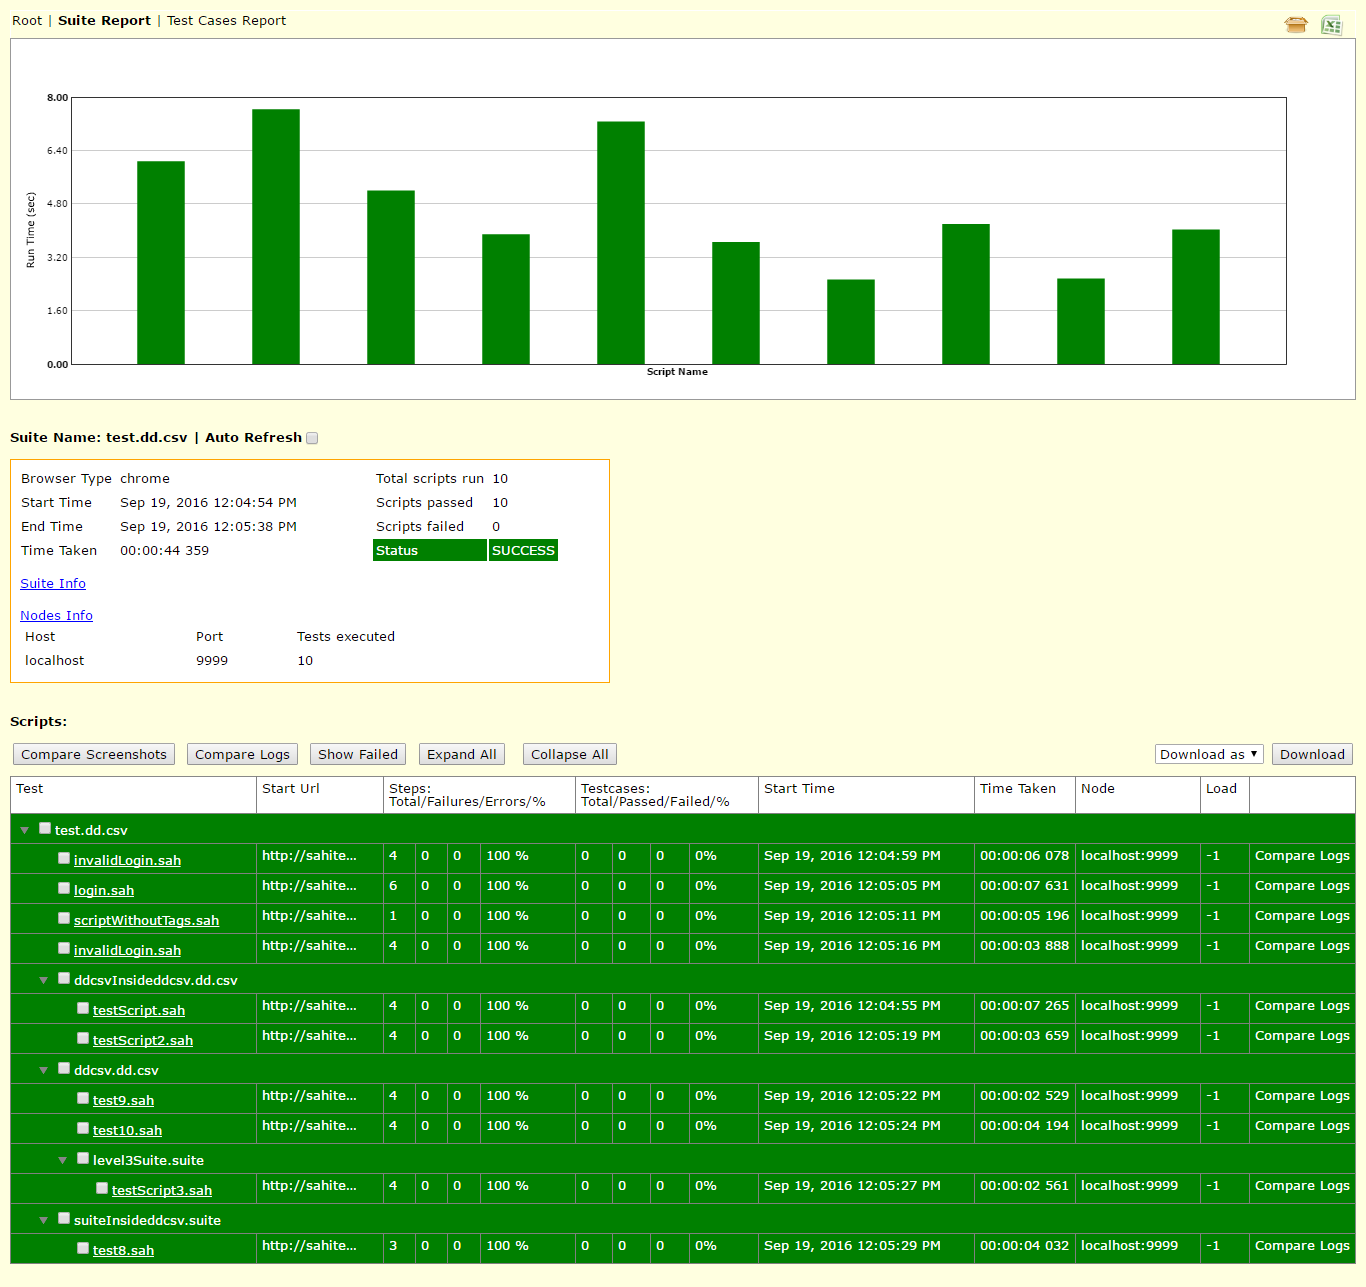 Root | Suite Report | Test Cases Report
8.00
6.40
4.80
3.20
1.60
0.00
Run Time (sec)
Script Name
Suite Name: test.dd.csv | Auto Refresh
Browser Type chrome Total scripts run 10
Start Time Sep 19, 2016 12:04:54 PM Scripts passed 10
End Time Sep 19, 2016 12:05:38 PM Scripts failed 0
Time Taken 00:00:44 359 Status SUCCESS
Suite Info
Nodes Info
Host Port Tests executed
localhost 9999 10
Scripts:
Compare Screenshots Compare Logs Show Failed Expand All Collapse All Download as Download
Test Start Url Steps: Testcases: Start Time Time Taken Node Load
Total/Failures/Errors/% Total/Passed/Failed/%
test.dd.csv
invalidLogin.sah http://sahite... 4 0 0 100 % 0 0 0 0% Sep 19, 2016 12:04:59 PM 00:00:06 078 localhost:9999 -1 Compare Logs
login.sah http://sahite... 6 0 0 100 % 0 0 0 0% Sep 19, 2016 12:05:05 PM 00:00:07 631 localhost:9999 -1 Compare Logs
scriptWithoutTags.sah http://sahite... 1 0 0 100 % 0 0 0 0% Sep 19, 2016 12:05:11 PM 00:00:05 196 localhost:9999 -1 Compare Logs
invalidLogin.sah http://sahite... 4 0 0 100 % 0 0 0 0% Sep 19, 2016 12:05:16 PM 00:00:03 888 localhost:9999 -1 Compare Logs
ddcsvInsideddcsv.dd.csv
testScript.sah http://sahite... 4 0 0 100 % 0 0 0 0% Sep 19, 2016 12:04:55 PM 00:00:07 265 localhost:9999 -1 Compare Logs
testScript2.sah http://sahite... 4 0 0 100 % 0 0 0 0% Sep 19, 2016 12:05:19 PM 00:00:03 659 localhost:9999 -1 Compare Logs
ddcsv.dd.csv
test9.sah http://sahite... 4 0 0 100 % 0 0 0 0% Sep 19, 2016 12:05:22 PM 00:00:02 529 localhost:9999 -1 Compare Logs
test10.sah http://sahite... 4 0 0 100 % 0 0 0 0% Sep 19, 2016 12:05:24 PM 00:00:04 194 localhost:9999 -1 Compare Logs
level3Suite.suite
testScript3.sah http://sahite... 4 0 0 100 % 0 0 0 0% Sep 19, 2016 12:05:27 PM 00:00:02 561 localhost:9999 -1 Compare Logs
suiteInsideddcsv.suite
test8.sah http://sahite... 3 0 0 100 % 0 0 0 0% Sep 19, 2016 12:05:29 PM 00:00:04 032 localhost:9999 -1 Compare Logs